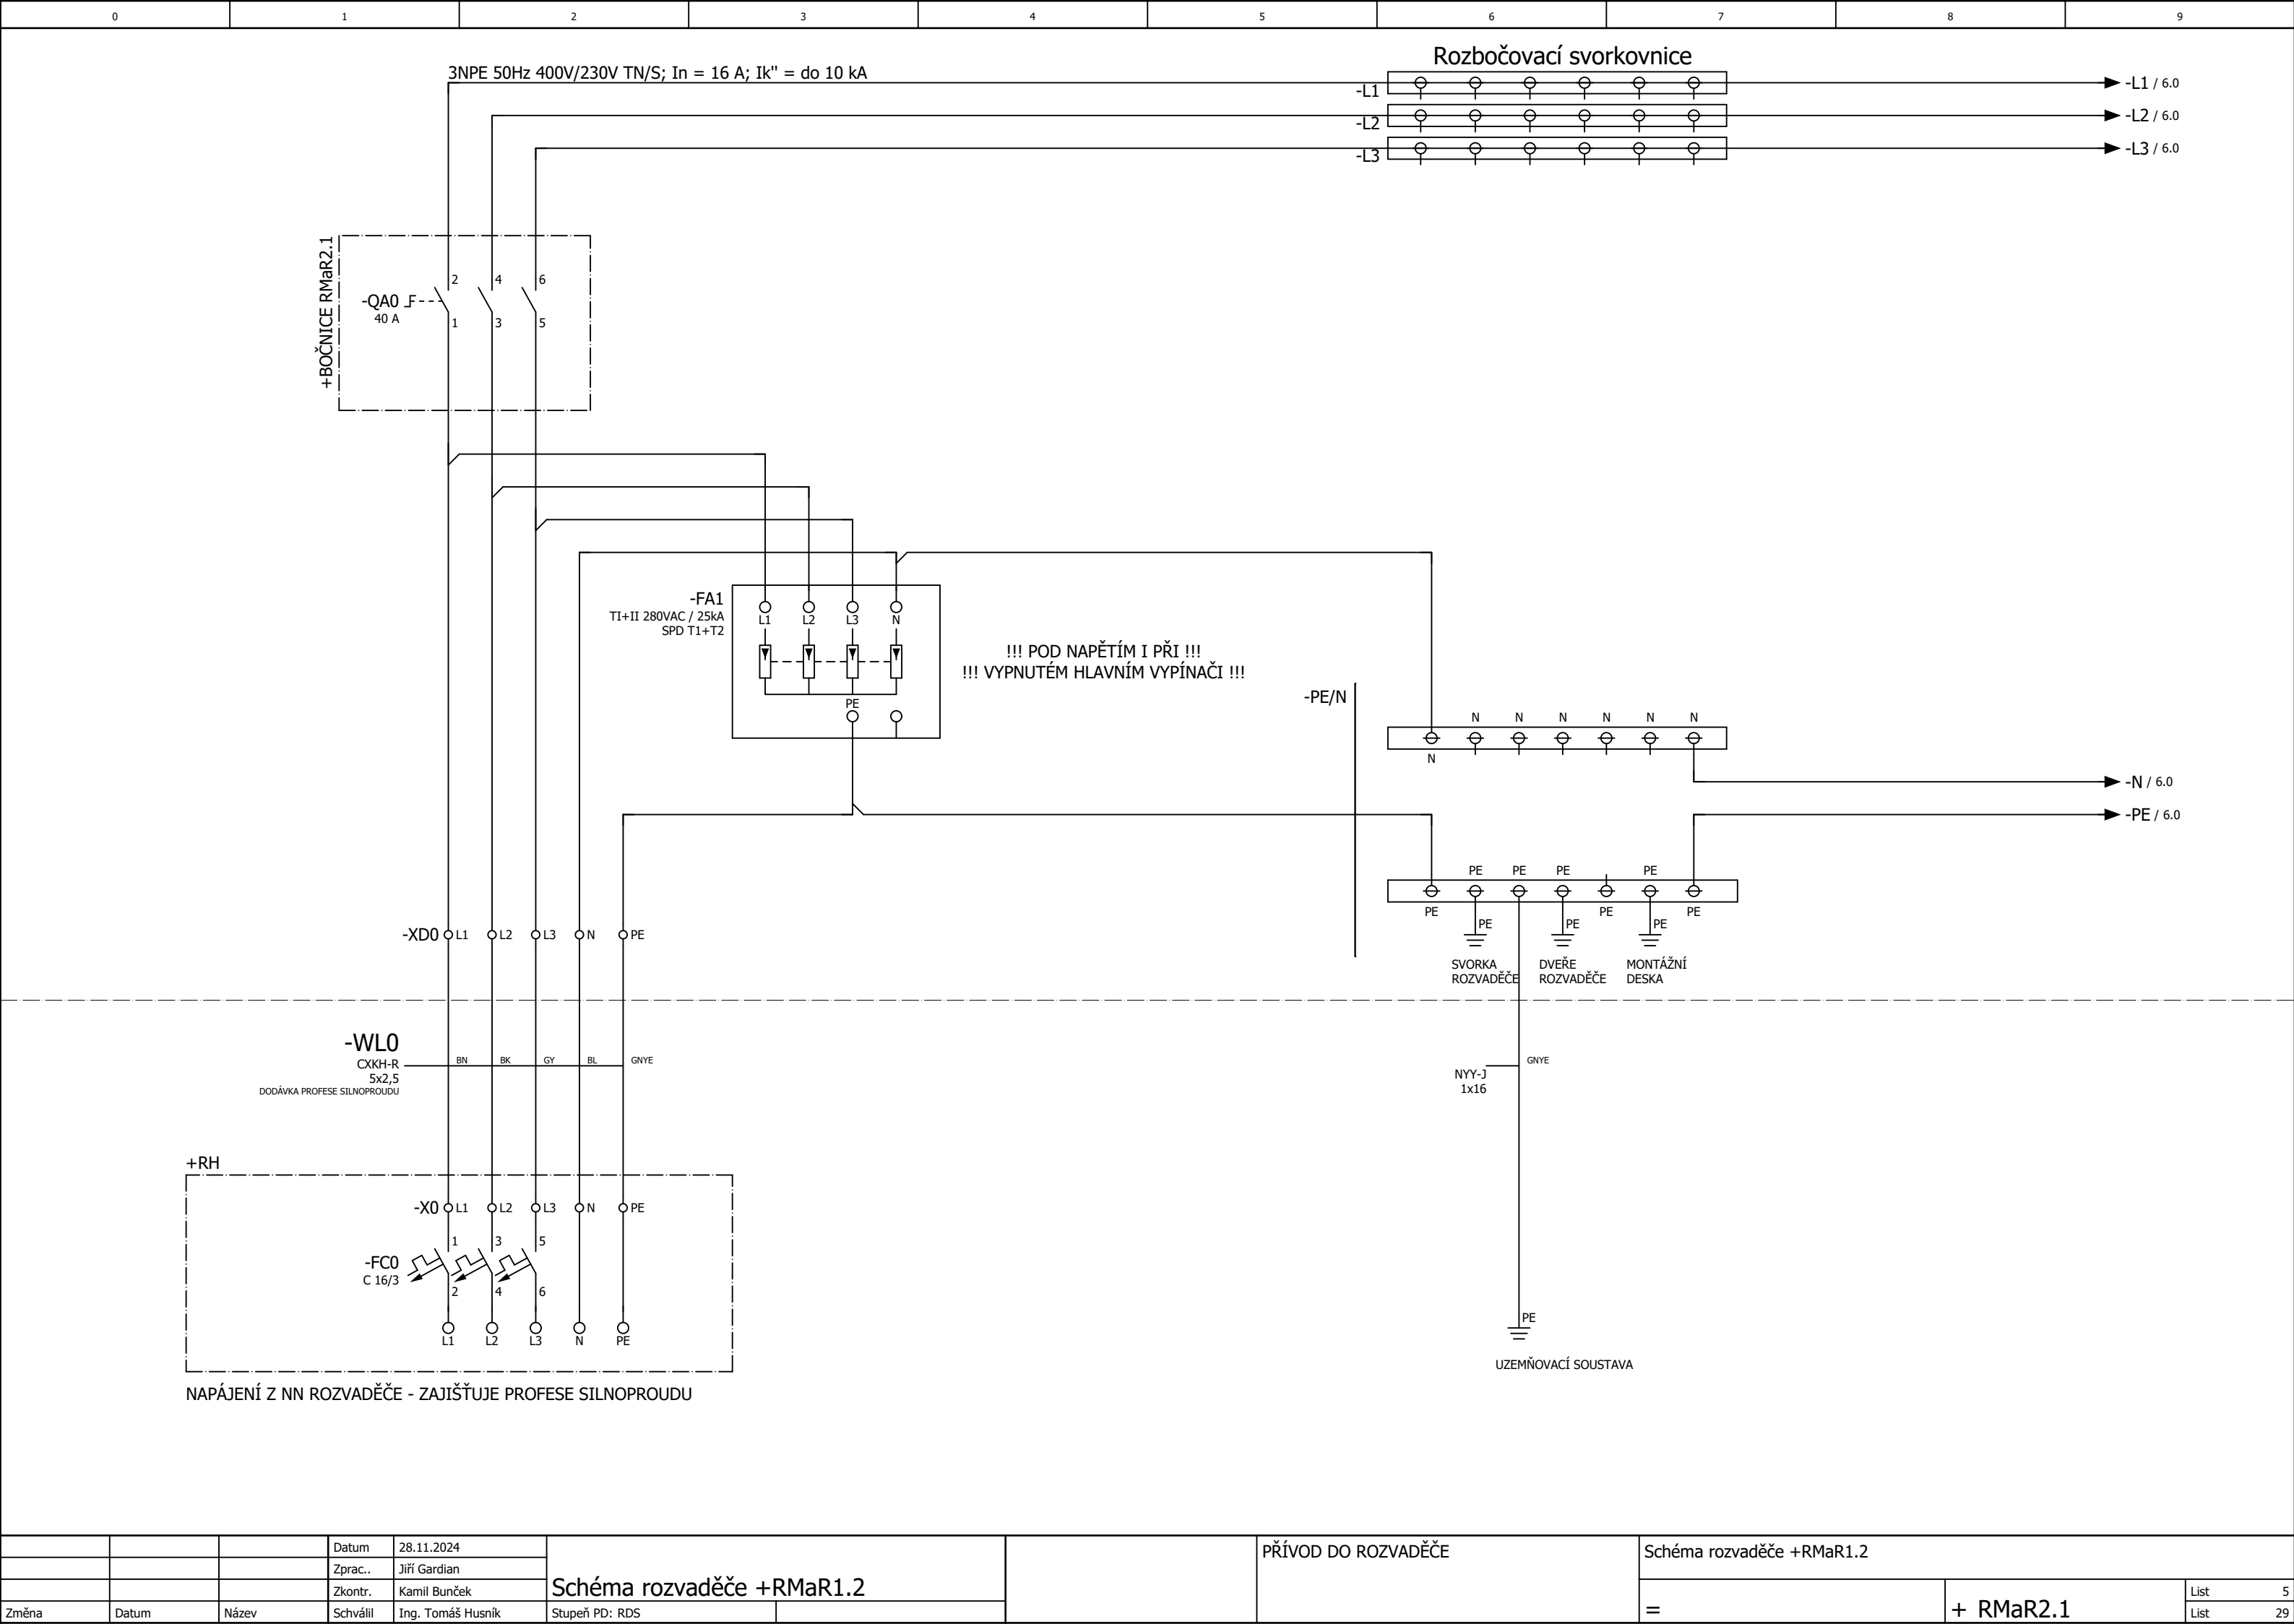 0 1 2 3 4 5 6 7 8 9
Rozbočovací svorkovnice
3NPE 50Hz 400V/230V TN/S; In = 16 A; Ik" = do 10 kA
-L1 -L1 / 6.0
-L2 -L2 / 6.0
-L3 -L3 / 6.0
+BOČNICE RMaR2.1
2 4 6
-QA0
40 A
1 3 5
-FA1
TI+II 280VAC / 25kA
SPD T1+T2
L1 L2 L3 N
PE
!!! POD NAPĚTÍM I PŘI !!!
!!! VYPNUTÉM HLAVNÍM VYPÍNAČI !!!
-PE/N
N N N N N N
N
-N / 6.0
-PE / 6.0
PE PE PE PE
PE PE PE
PE PE PE
SVORKA
ROZVADĚČE
DVEŘE
ROZVADĚČE
MONTÁŽNÍ
DESKA
-XD0 L1 L2 L3 N PE
-WL0
CXKH-R
5x2,5
DODÁVKA PROFESE SILNOPROUDU
BN BK GY BL GNYE
GNYE
NYY-J
1x16
+RH
-X0 L1 L2 L3 N PE
1 3 5
-FC0
C 16/3
2 4 6
L1 L2 L3 N PE
PE
UZEMŇOVACÍ SOUSTAVA
NAPÁJENÍ Z NN ROZVADĚČE - ZAJIŠŤUJE PROFESE SILNOPROUDU
Datum 28.11.2024
Zprac.. Jiří Gardian
Zkontr. Kamil Bunček
Změna Datum Název Schválil Ing. Tomáš Husník
Schéma rozvaděče +RMaR1.2
Stupeň PD: RDS
PŘÍVOD DO ROZVADĚČE
Schéma rozvaděče +RMaR1.2
=
+ RMaR2.1
List 5
List 29